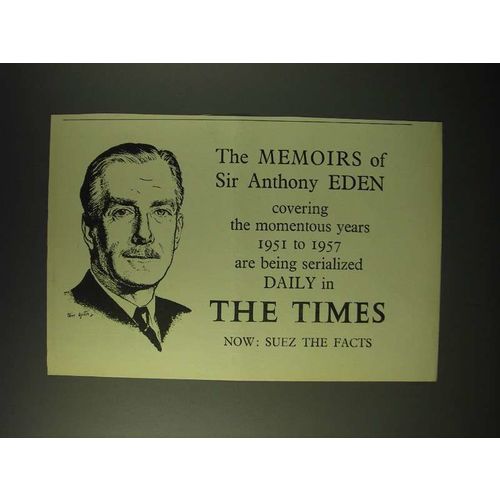 The MEMOIRS of
Sir Anthony EDEN
covering
the momentous years
1951 to 1957
are being serialized
DAILY in
THE TIMES
NOW: SUEZ THE FACTS